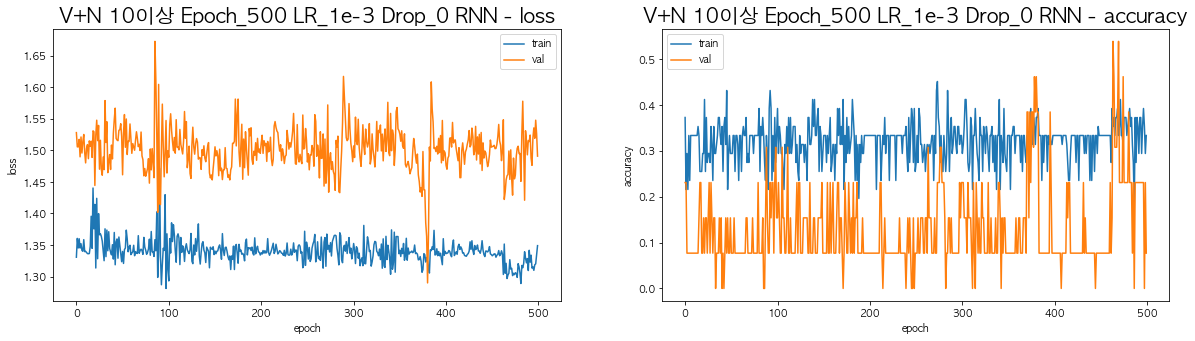 V+N 10이상 Epoch_500 LR_1e-3 Drop_0 RNN - loss
train
val
1.65
1.60
1.55
1.50
1.45
1.40
1.35
1.30
loss
0
100
200
300
400
500
epoch
V+N 10이상 Epoch_500 LR_1e-3 Drop_0 RNN - accuracy
train
val
0.5
0.4
0.3
0.2
0.1
0.0
accuracy
0
100
200
300
400
500
epoch